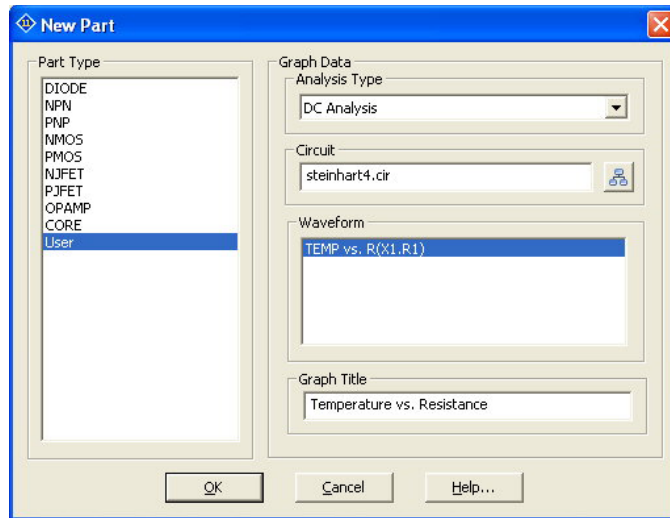 New Part
Part Type
DIODE
NPN
PNP
NMOS
PMOS
NJFET
PJFET
OPAMP
CORE
User
Graph Data
Analysis Type
DC Analysis
Circuit
steinhart4.cir
Waveform
TEMP vs. R(X1.R1)
Graph Title
Temperature vs. Resistance
OK
Cancel
Help...